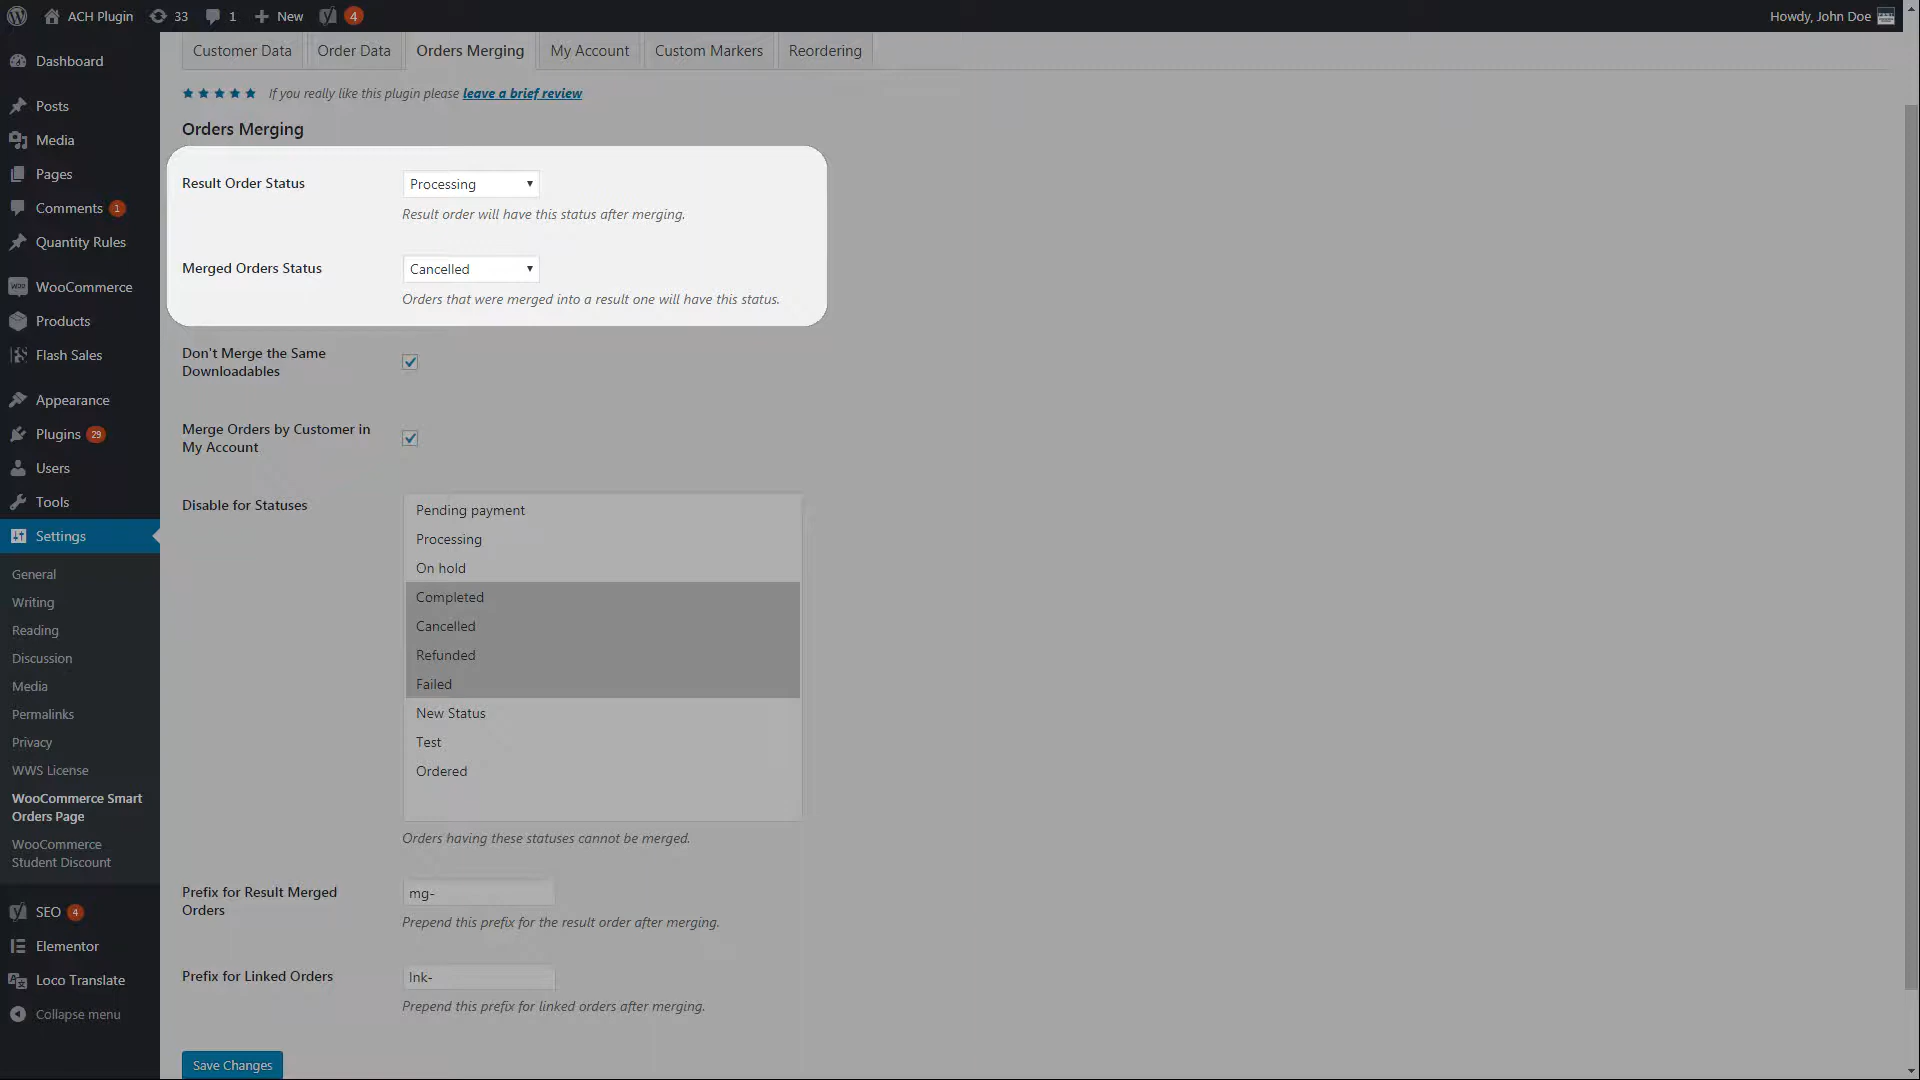 ACH Plugin 33 1 New 4 Howdy, John Doe
Customer Data Order Data Orders Merging My Account Custom Markers Reordering
If you really like this plugin please leave a brief review
Orders Merging
Result Order Status Processing
Result order will have this status after merging.
Merged Orders Status Cancelled
Orders that were merged into a result one will have this status.
Don't Merge the Same
Downloadables
Merge Orders by Customer in
My Account
Disable for Statuses
Pending payment
Processing
On hold
Completed
Cancelled
Refunded
Failed
New Status
Test
Ordered
Orders having these statuses cannot be merged.
Prefix for Result Merged
Orders
mg-
Prepend this prefix for the result order after merging.
Prefix for Linked Orders lnk-
Prepend this prefix for linked orders after merging.
Save Changes
Dashboard
Posts
Media
Pages
Comments 1
Quantity Rules
WooCommerce
Products
Flash Sales
Appearance
Plugins 29
Users
Tools
Settings
General
Writing
Reading
Discussion
Media
Permalinks
Privacy
WWS License
WooCommerce Smart
Orders Page
WooCommerce
Student Discount
SEO 4
Elementor
Loco Translate
Collapse menu